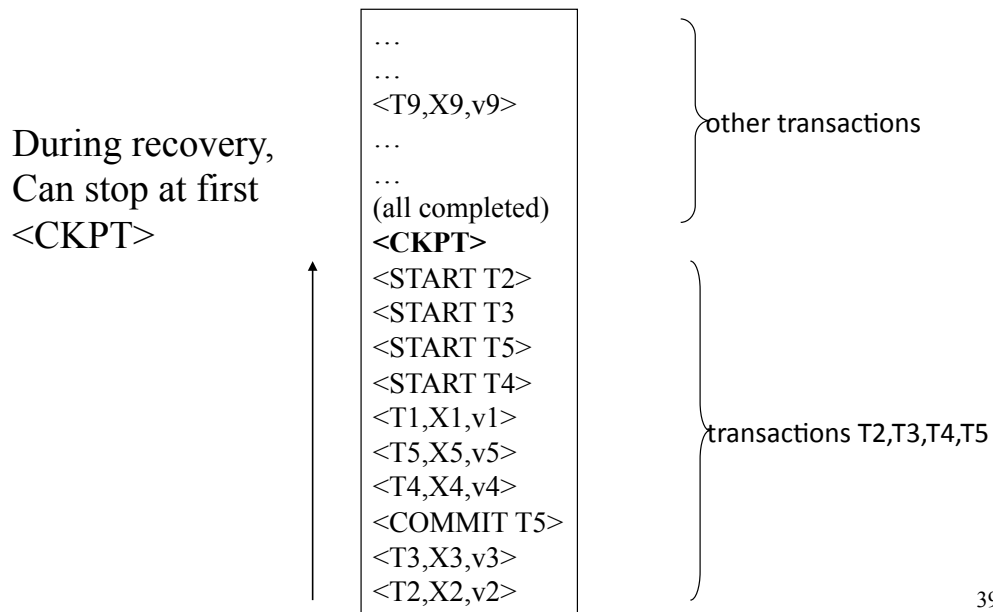 During recovery,
Can stop at first
<CKPT>
…
…
<T9,X9,v9>
…
…
(all completed)
<CKPT>
<START T2>
<START T3
<START T5>
<START T4>
<T1,X1,v1>
<T5,X5,v5>
<T4,X4,v4>
<COMMIT T5>
<T3,X3,v3>
<T2,X2,v2>
other transactions
transactions T2,T3,T4,T5
39